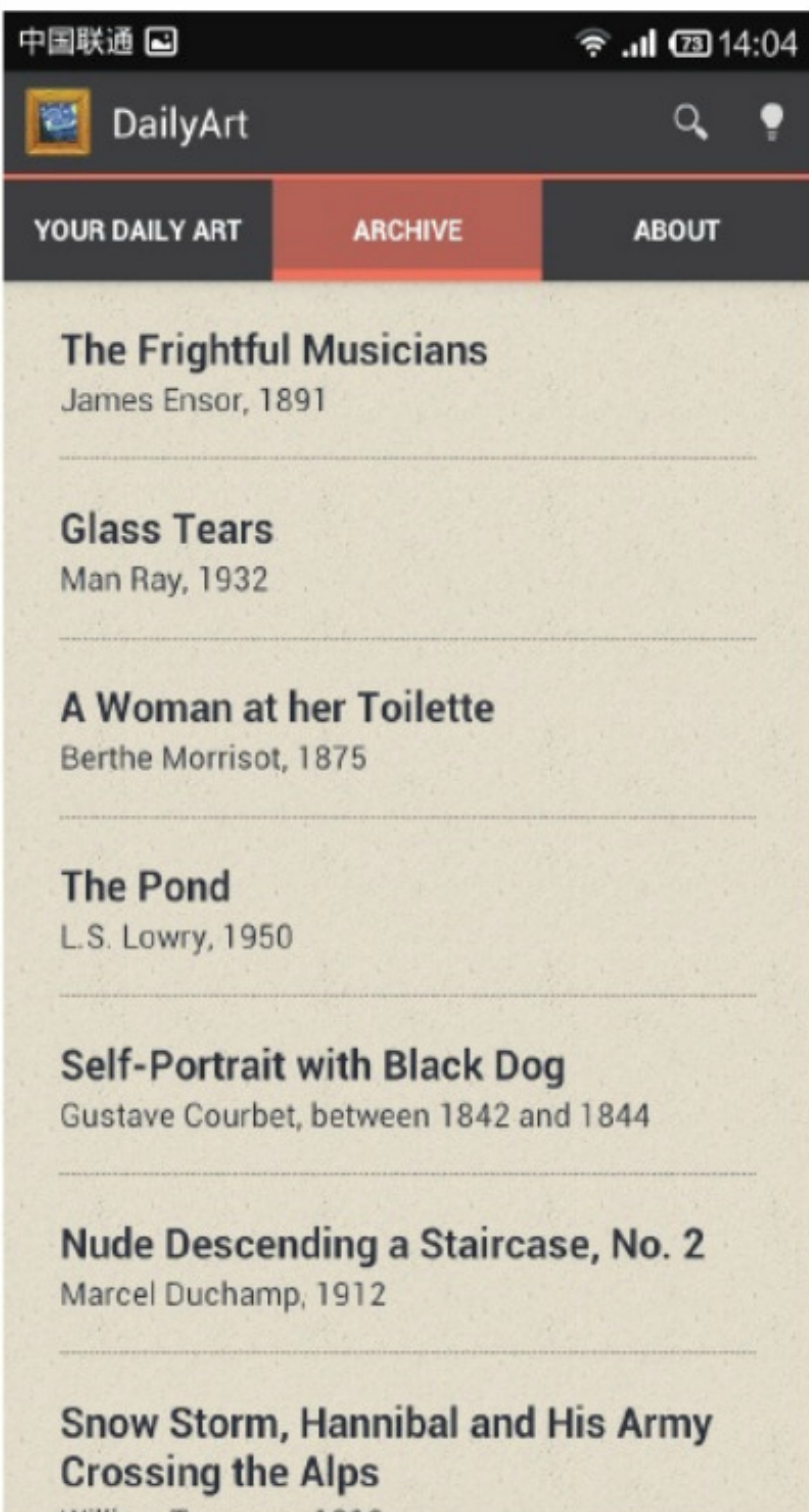 中国联通 73 14:04
DailyArt
YOUR DAILY ART ARCHIVE ABOUT
The Frightful Musicians
James Ensor, 1891
Glass Tears
Man Ray, 1932
A Woman at her Toilette
Berthe Morrisot, 1875
The Pond
L.S. Lowry, 1950
Self-Portrait with Black Dog
Gustave Courbet, between 1842 and 1844
Nude Descending a Staircase, No. 2
Marcel Duchamp, 1912
Snow Storm, Hannibal and His Army
Crossing the Alps